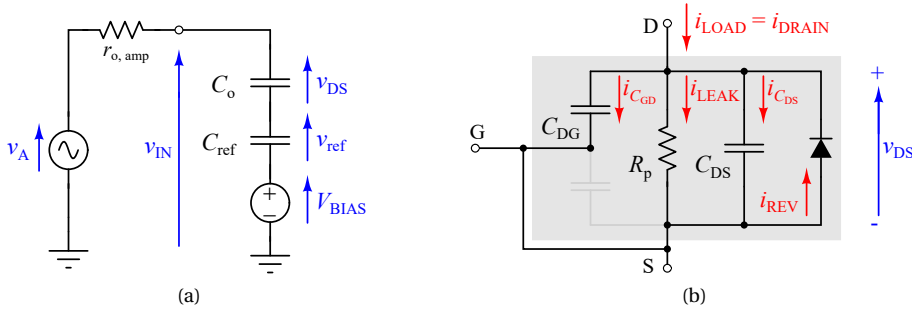 r_o, amp
C_o
v_DS
C_ref
v_ref
v_A
v_IN
+
−
V_BIAS
(a)
i_LOAD = i_DRAIN
D
+
i_C_GD
i_LEAK
i_C_DS
C_DG
G
R_p
C_DS
v_DS
i_REV
-
S
(b)